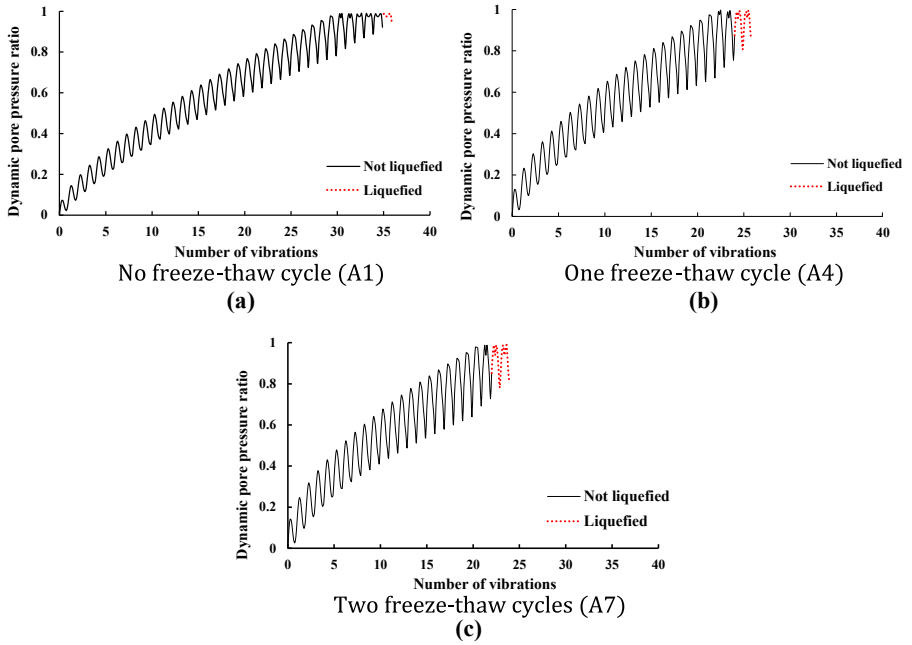 Dynamic pore pressure ratio
1
0.8
0.6
0.4
0.2
0
0 5 10 15 20 25 30 35 40
Number of vibrations
Not liquefied
Liquefied
No freeze-thaw cycle (A1)
(a)
Dynamic pore pressure ratio
1
0.8
0.6
0.4
0.2
0
0 5 10 15 20 25 30 35 40
Number of vibrations
Not liquefied
Liquefied
One freeze-thaw cycle (A4)
(b)
Dynamic pore pressure ratio
1
0.8
0.6
0.4
0.2
0
0 5 10 15 20 25 30 35 40
Number of vibrations
Not liquefied
Liquefied
Two freeze-thaw cycles (A7)
(c)